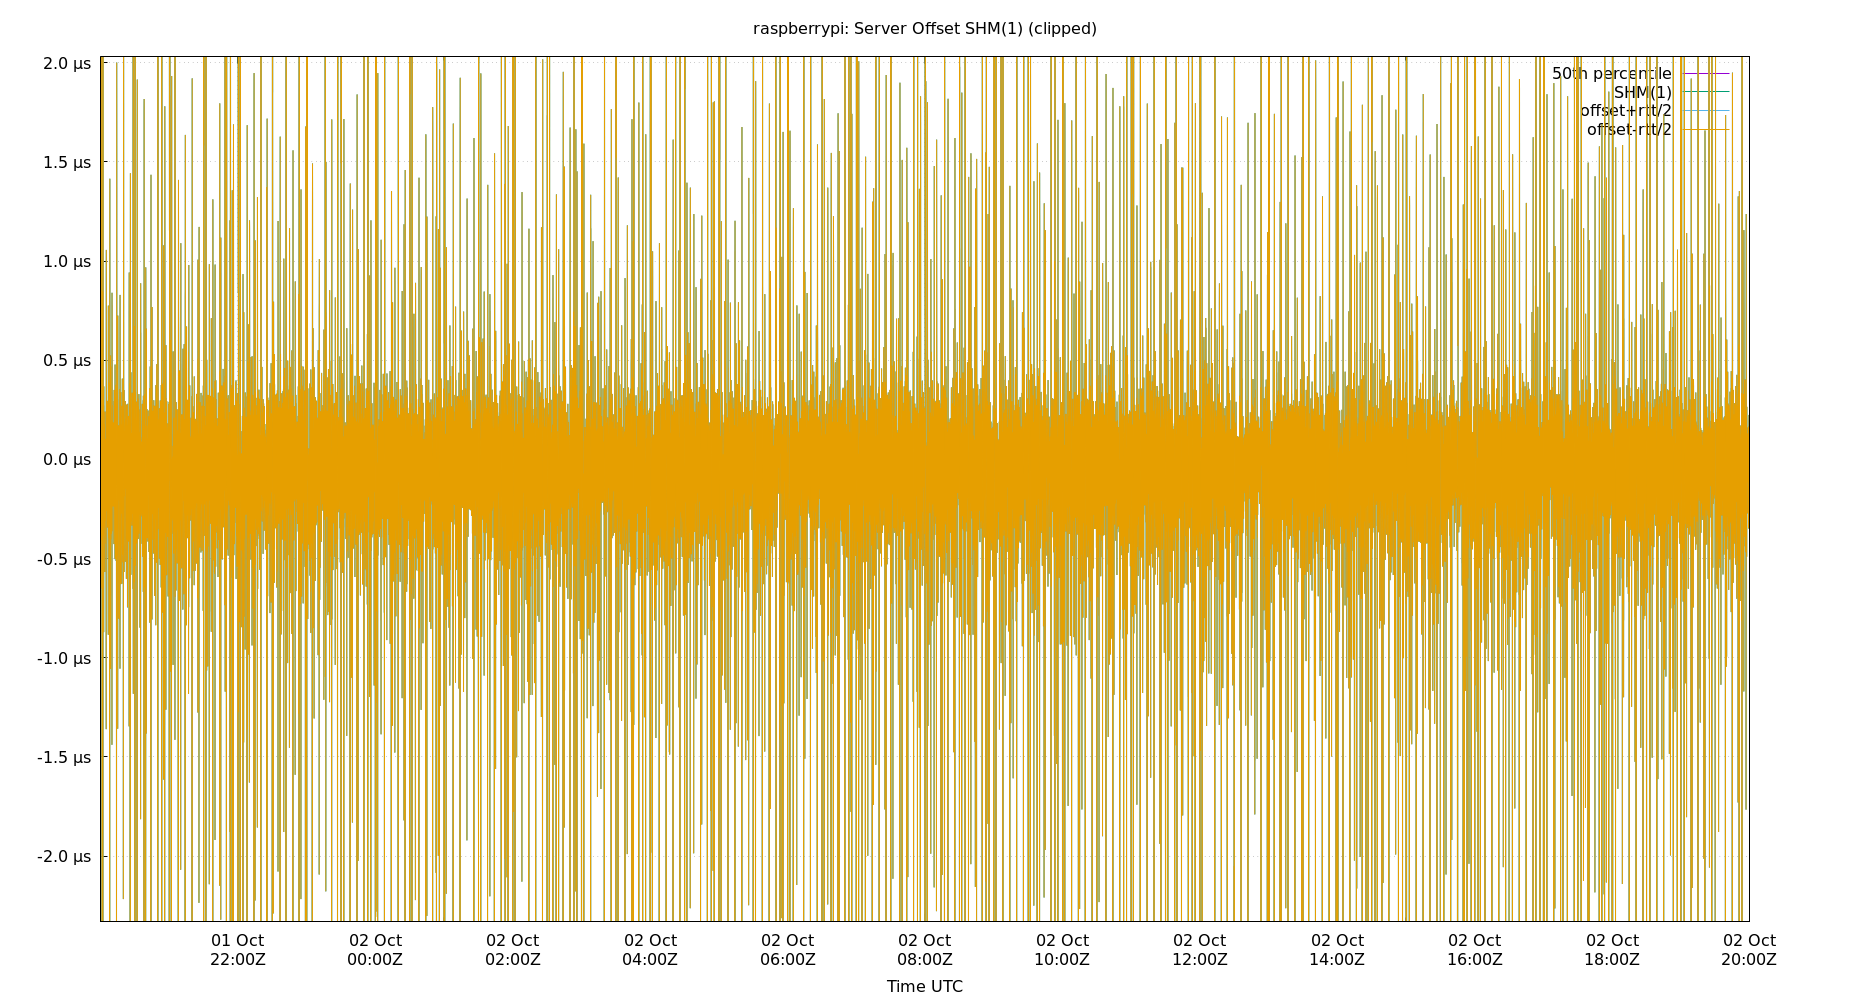 raspberrypi: Server Offset SHM(1) (clipped)
2.0 µs
1.5 µs
1.0 µs
0.5 µs
0.0 µs
-0.5 µs
-1.0 µs
-1.5 µs
-2.0 µs
50th percentile
SHM(1)
offset+rtt/2
offset-rtt/2
01 Oct 22:00Z
02 Oct 00:00Z
02 Oct 02:00Z
02 Oct 04:00Z
02 Oct 06:00Z
02 Oct 08:00Z
02 Oct 10:00Z
02 Oct 12:00Z
02 Oct 14:00Z
02 Oct 16:00Z
02 Oct 18:00Z
02 Oct 20:00Z
Time UTC